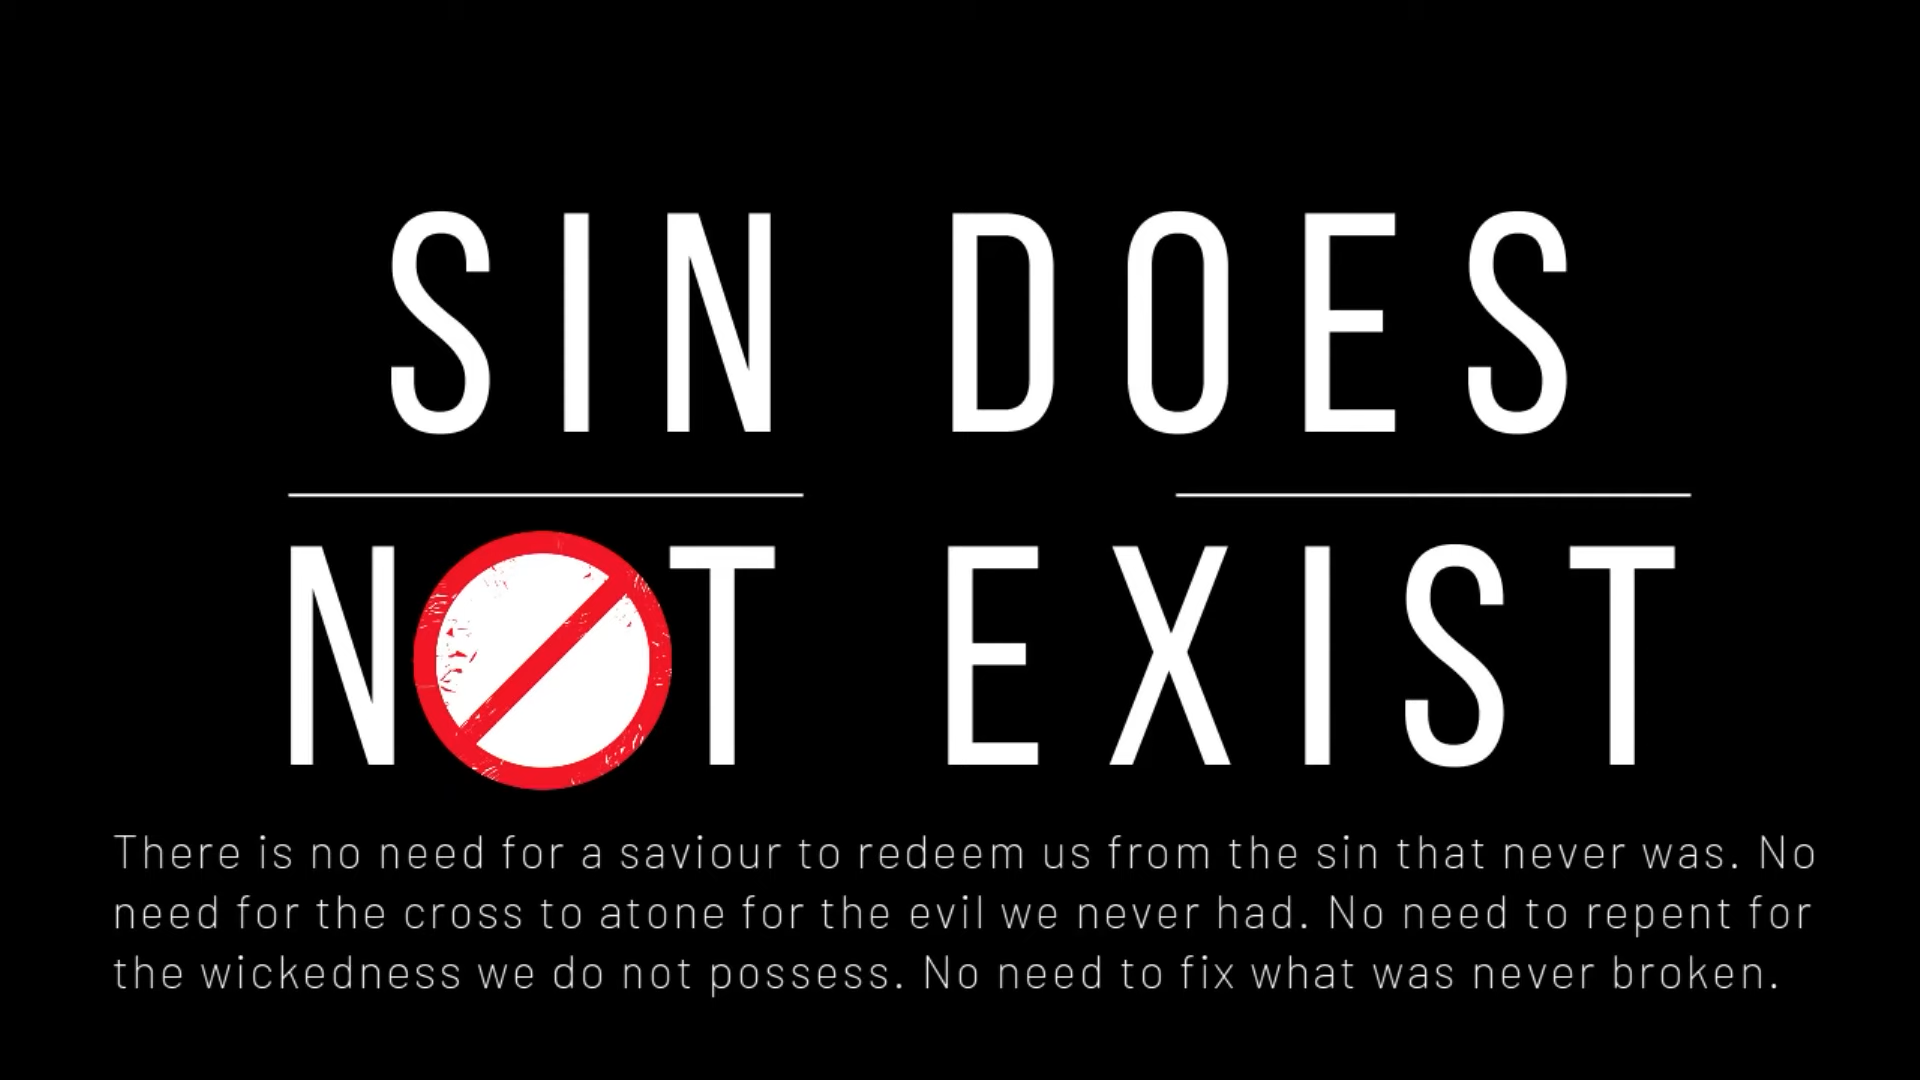 SIN DOES
NOT EXIST
There is no need for a saviour to redeem us from the sin that never was. No
need for the cross to atone for the evil we never had. No need to repent for
the wickedness we do not possess. No need to fix what was never broken.